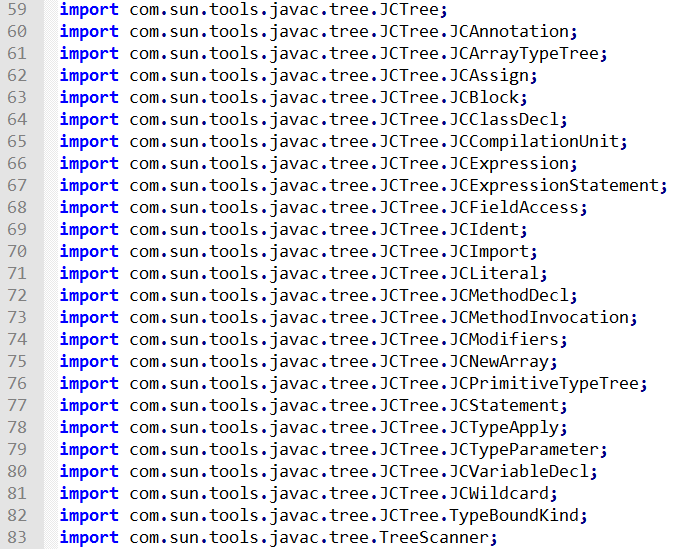 59 import com.sun.tools.javac.tree.JCTree;
60 import com.sun.tools.javac.tree.JCTree.JCAnnotation;
61 import com.sun.tools.javac.tree.JCTree.JCArrayTypeTree;
62 import com.sun.tools.javac.tree.JCTree.JCAssign;
63 import com.sun.tools.javac.tree.JCTree.JCBlock;
64 import com.sun.tools.javac.tree.JCTree.JCClassDecl;
65 import com.sun.tools.javac.tree.JCTree.JCCompilationUnit;
66 import com.sun.tools.javac.tree.JCTree.JCExpression;
67 import com.sun.tools.javac.tree.JCTree.JCExpressionStatement;
68 import com.sun.tools.javac.tree.JCTree.JCFieldAccess;
69 import com.sun.tools.javac.tree.JCTree.JCIdent;
70 import com.sun.tools.javac.tree.JCTree.JCImport;
71 import com.sun.tools.javac.tree.JCTree.JCLiteral;
72 import com.sun.tools.javac.tree.JCTree.JCMethodDecl;
73 import com.sun.tools.javac.tree.JCTree.JCMethodInvocation;
74 import com.sun.tools.javac.tree.JCTree.JCModifiers;
75 import com.sun.tools.javac.tree.JCTree.JCNewArray;
76 import com.sun.tools.javac.tree.JCTree.JCPrimitiveTypeTree;
77 import com.sun.tools.javac.tree.JCTree.JCStatement;
78 import com.sun.tools.javac.tree.JCTree.JCTypeApply;
79 import com.sun.tools.javac.tree.JCTree.JCTypeParameter;
80 import com.sun.tools.javac.tree.JCTree.JCVariableDecl;
81 import com.sun.tools.javac.tree.JCTree.JCWildcard;
82 import com.sun.tools.javac.tree.JCTree.TypeBoundKind;
83 import com.sun.tools.javac.tree.TreeScanner;